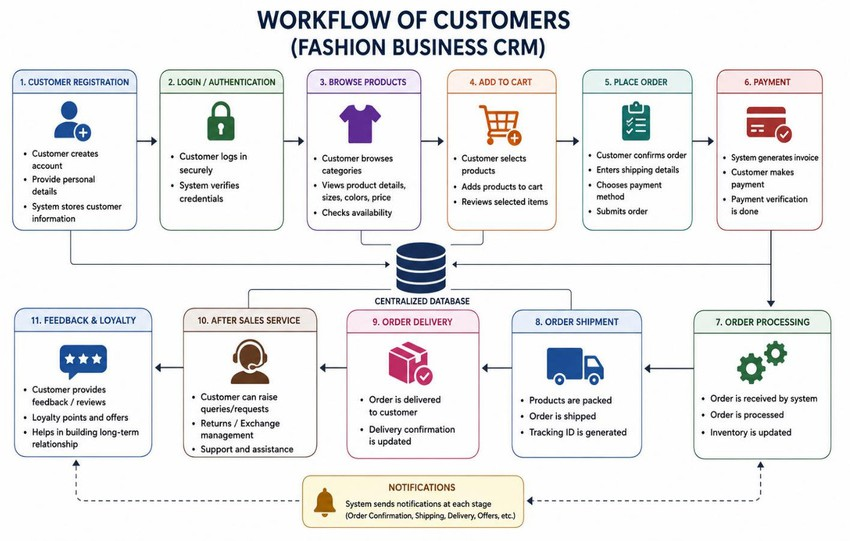 WORKFLOW OF CUSTOMERS
(FASHION BUSINESS CRM)
1. CUSTOMER REGISTRATION
• Customer creates
account
• Provide personal
details
• System stores customer
information
2. LOGIN / AUTHENTICATION
• Customer logs in
securely
• System verifies
credentials
3. BROWSE PRODUCTS
• Customer browses
categories
• Views product details,
sizes, colors, price
• Checks availability
4. ADD TO CART
• Customer selects
products
• Adds products to cart
• Reviews selected items
5. PLACE ORDER
• Customer confirms order
• Enters shipping details
• Chooses payment
method
• Submits order
6. PAYMENT
• System generates invoice
• Customer makes
payment
• Payment verification
is done
CENTRALIZED DATABASE
11. FEEDBACK & LOYALTY
• Customer provides
feedback / reviews
• Loyalty points and offers
• Helps in building long-term
relationship
10. AFTER SALES SERVICE
• Customer can raise
queries/requests
• Returns / Exchange
management
• Support and assistance
9. ORDER DELIVERY
• Order is delivered
to customer
• Delivery confirmation
is updated
8. ORDER SHIPMENT
• Products are packed
• Order is shipped
• Tracking ID is generated
7. ORDER PROCESSING
• Order is received by system
• Order is processed
• Inventory is updated
NOTIFICATIONS
System sends notifications at each stage
(Order Confirmation, Shipping, Delivery, Offers, etc.)